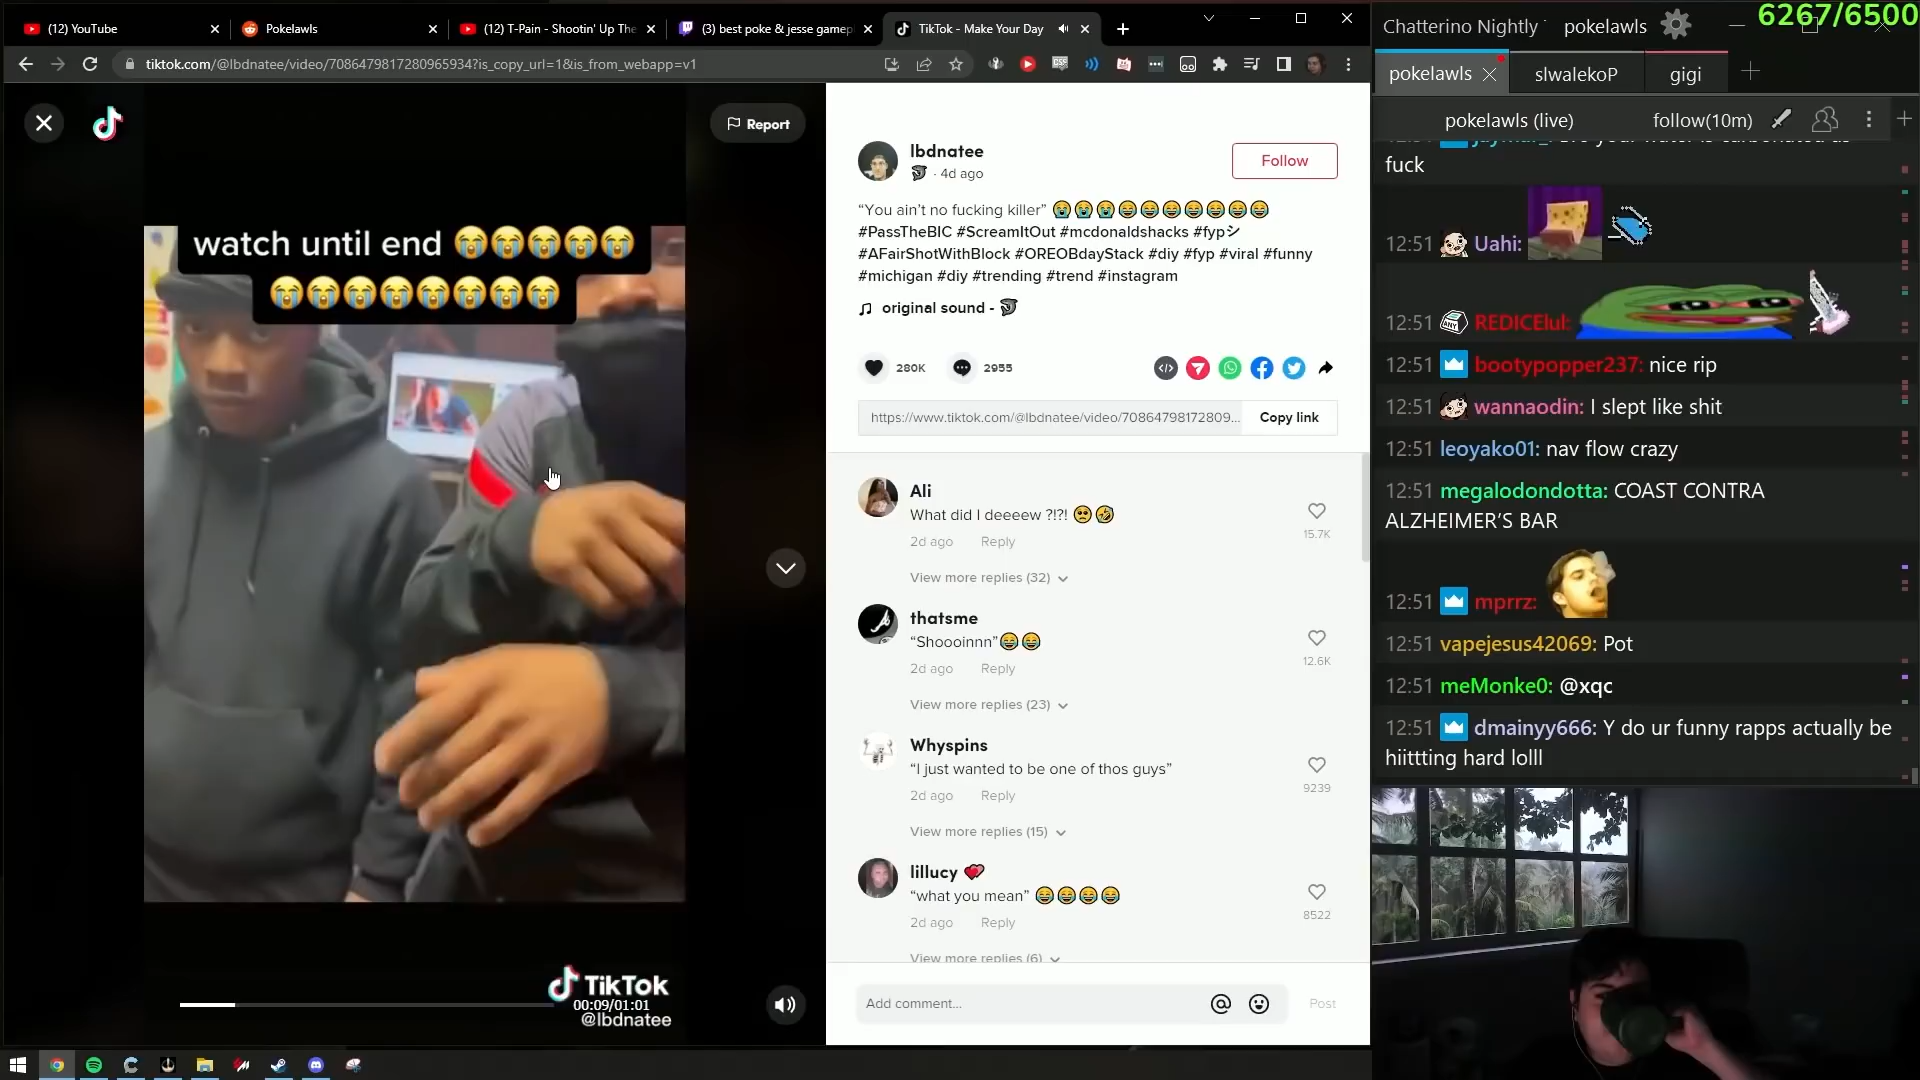 (12) YouTube
Pokelawls
(12) T-Pain - Shootin' Up The
(3) best poke & jesse gamep
TikTok - Make Your Day
tiktok.com/@lbdnatee/video/7086479817280965934?is_copy_url=1&is_from_webapp=v1
Report
watch until end 😭😭😭😭😭
😭😭😭😭😭😭😭😭
TikTok
00:09/01:01
@lbdnatee
lbdnatee
· 4d ago
Follow
“You ain’t no fucking killer” 😭😭😭😂😂😂😂😂😂😂
#PassTheBIC #ScreamItOut #mcdonaldshacks #fypシ
#AFairShotWithBlock #OREOBdayStack #diy #fyp #viral #funny
#michigan #diy #trending #trend #instagram
original sound -
280K
2955
https://www.tiktok.com/@lbdnatee/video/70864798172809...
Copy link
Ali
What did I deeeew ?!?! 🥺🤣
2d ago Reply
15.7K
View more replies (32)
thatsme
“Shoooinnn”😂😂
2d ago Reply
12.6K
View more replies (23)
Whyspins
“I just wanted to be one of thos guys”
2d ago Reply
9239
View more replies (15)
lillucy
“what you mean” 😂😂😂😂
2d ago Reply
8522
View more replies (6)
Add comment...
Post
Chatterino Nightly
pokelawls
6267/6500
pokelawls
slwalekoP
gigi
pokelawls (live)
follow(10m)
fuck
12:51 Uahi:
12:51 REDICElul:
12:51 bootypopper237: nice rip
12:51 wannaodin: I slept like shit
12:51 leoyako01: nav flow crazy
12:51 megalodondotta: COAST CONTRA
ALZHEIMER’S BAR
12:51 mprrz:
12:51 vapejesus42069: Pot
12:51 meMonke0: @xqc
12:51 dmainyy666: Y do ur funny rapps actually be
hiittting hard lolll